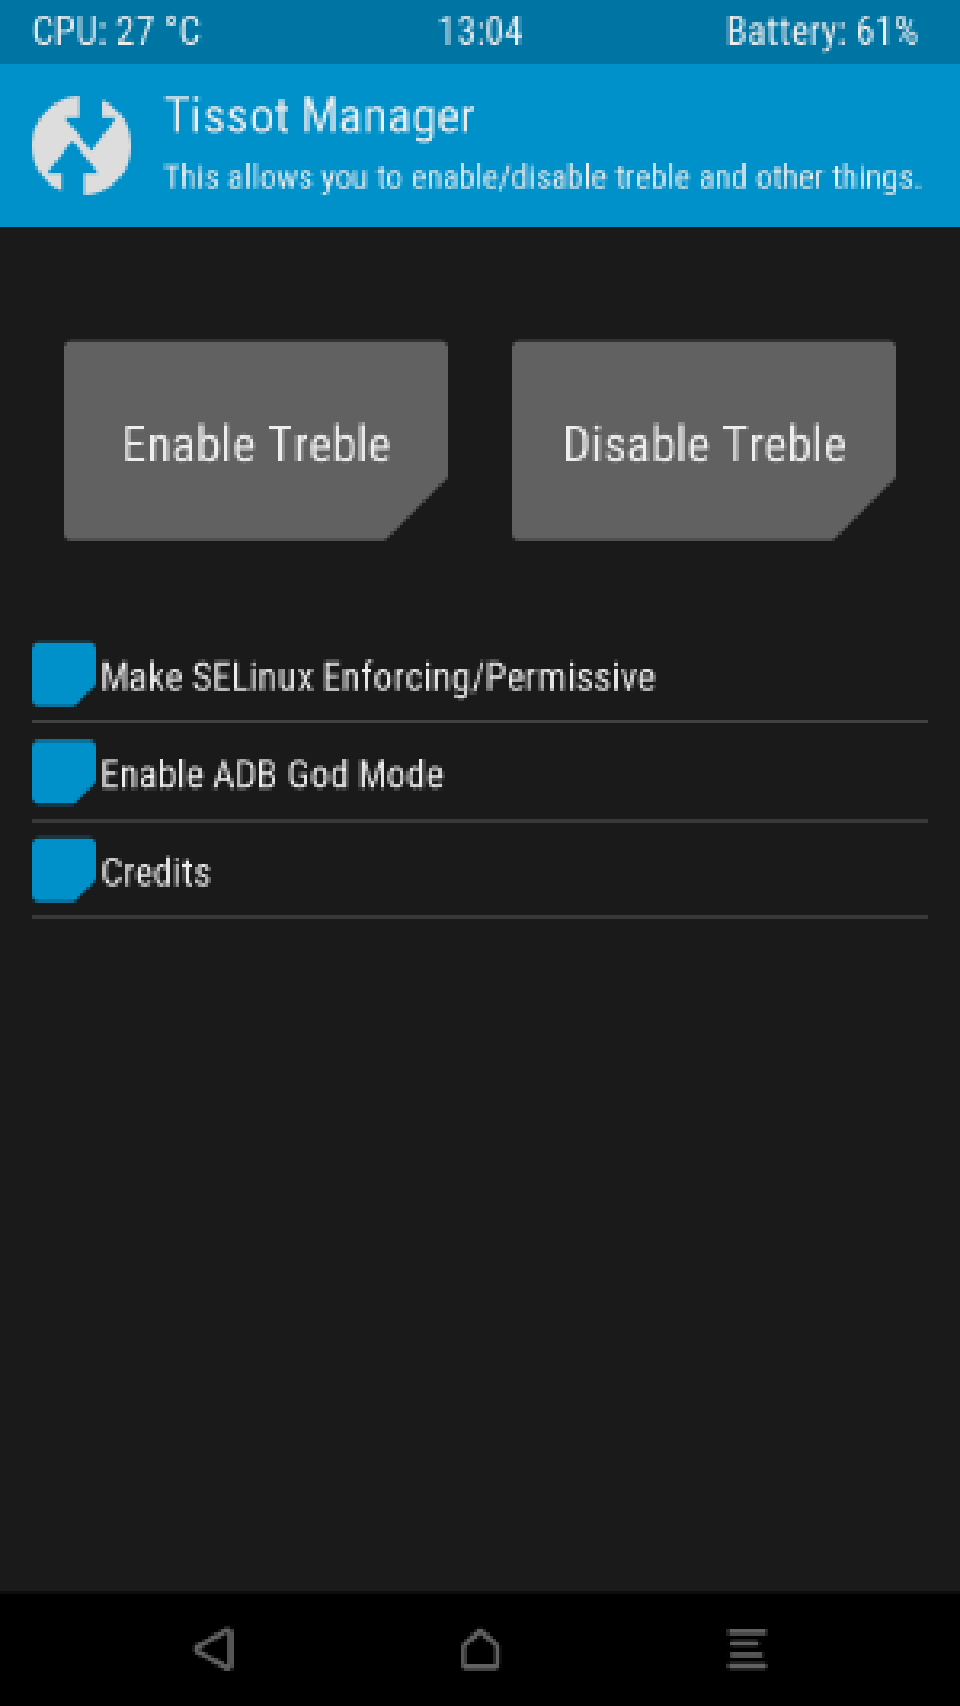 CPU: 27 °C 13:04 Battery: 61%
Tissot Manager
This allows you to enable/disable treble and other things.
Enable Treble Disable Treble
Make SELinux Enforcing/Permissive
Enable ADB God Mode
Credits